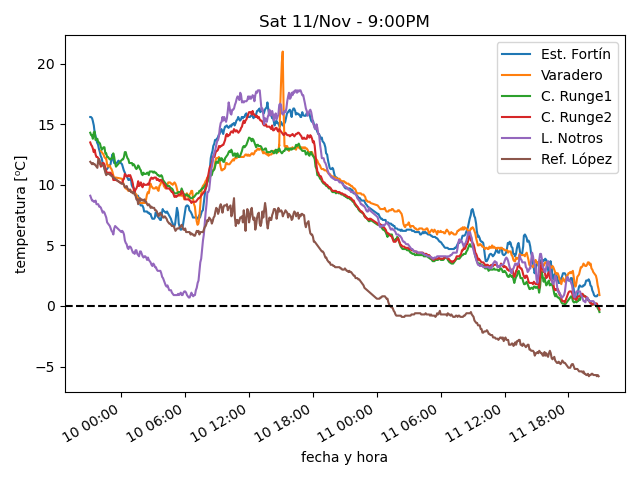 Sat 11/Nov - 9:00PM
temperatura [ºC]
20
15
10
5
0
−5
Est. Fortín
Varadero
C. Runge1
C. Runge2
L. Notros
Ref. López
10 00:00
10 06:00
10 12:00
10 18:00
11 00:00
11 06:00
11 12:00
11 18:00
fecha y hora